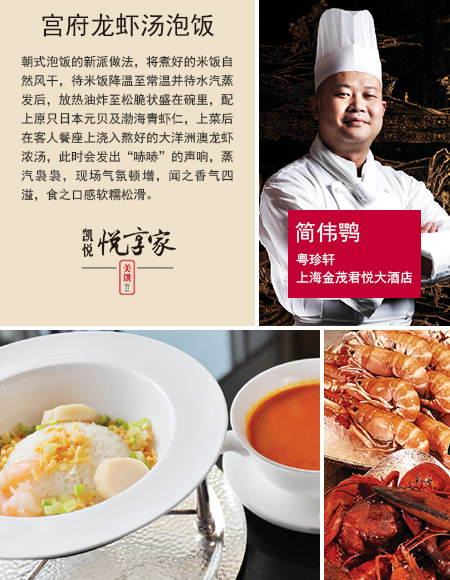 宫府龙虾汤泡饭
朝式泡饭的新派做法，将煮好的米饭自
然风干，待米饭降温至常温并待水汽蒸
发后，放热油炸至松脆状盛在碗里，配
上原只日本元贝及渤海青虾仁，上菜后
在客人餐座上浇入熬好的大洋洲澳龙虾
浓汤，此时会发出“哧哧”的声响，蒸
汽袅袅，现场气氛顿增，闻之香气四
溢，食之口感软糯松滑。
凯悦 悦享家
美馔 II
简伟鹗
粤珍轩
上海金茂君悦大酒店